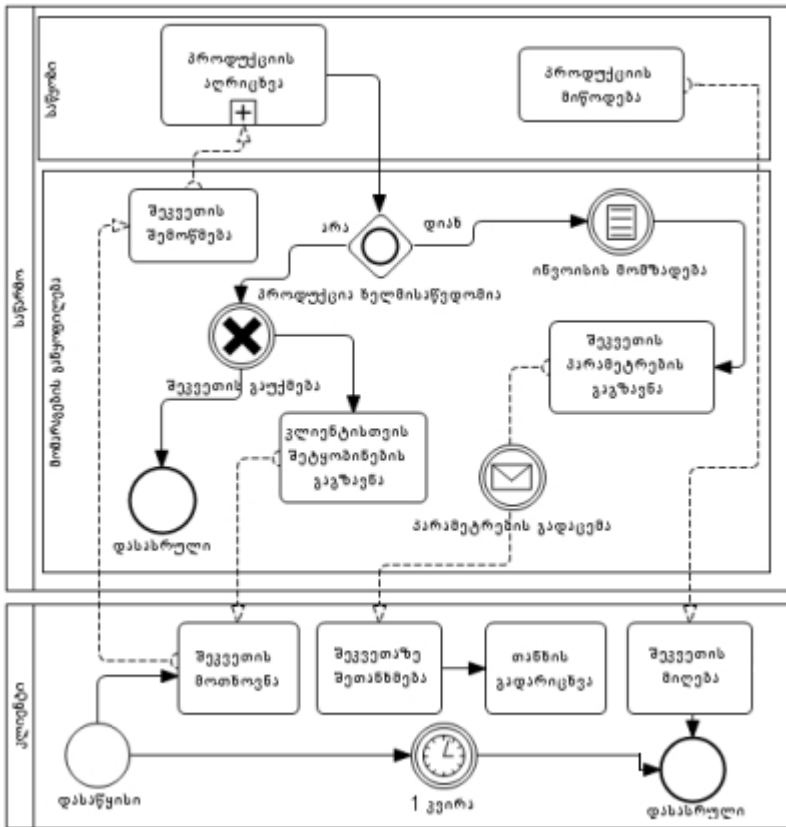 საწარმო
საწყობი
პროდუქციის
აღრიცხვა
პროდუქციის
მიწოდება
მომარაგების განყოფილება
შეკვეთის
შემოწმება
არა
დიახ
ინვოისის მომზადება
პროდუქცია ხელმისაწვდომია
შეკვეთის
პარამეტრების
გაგზავნა
შეკვეთის გაუქმება
კლიენტისთვის
შეტყობინების
გაგზავნა
პარამეტრების გადაცემა
დასასრული
კლიენტი
შეკვეთის
მოთხოვნა
შეკვეთაზე
შეთანხმება
თანხის
გადარიცხვა
შეკვეთის
მიღება
დასაწყისი
1 კვირა
დასასრული